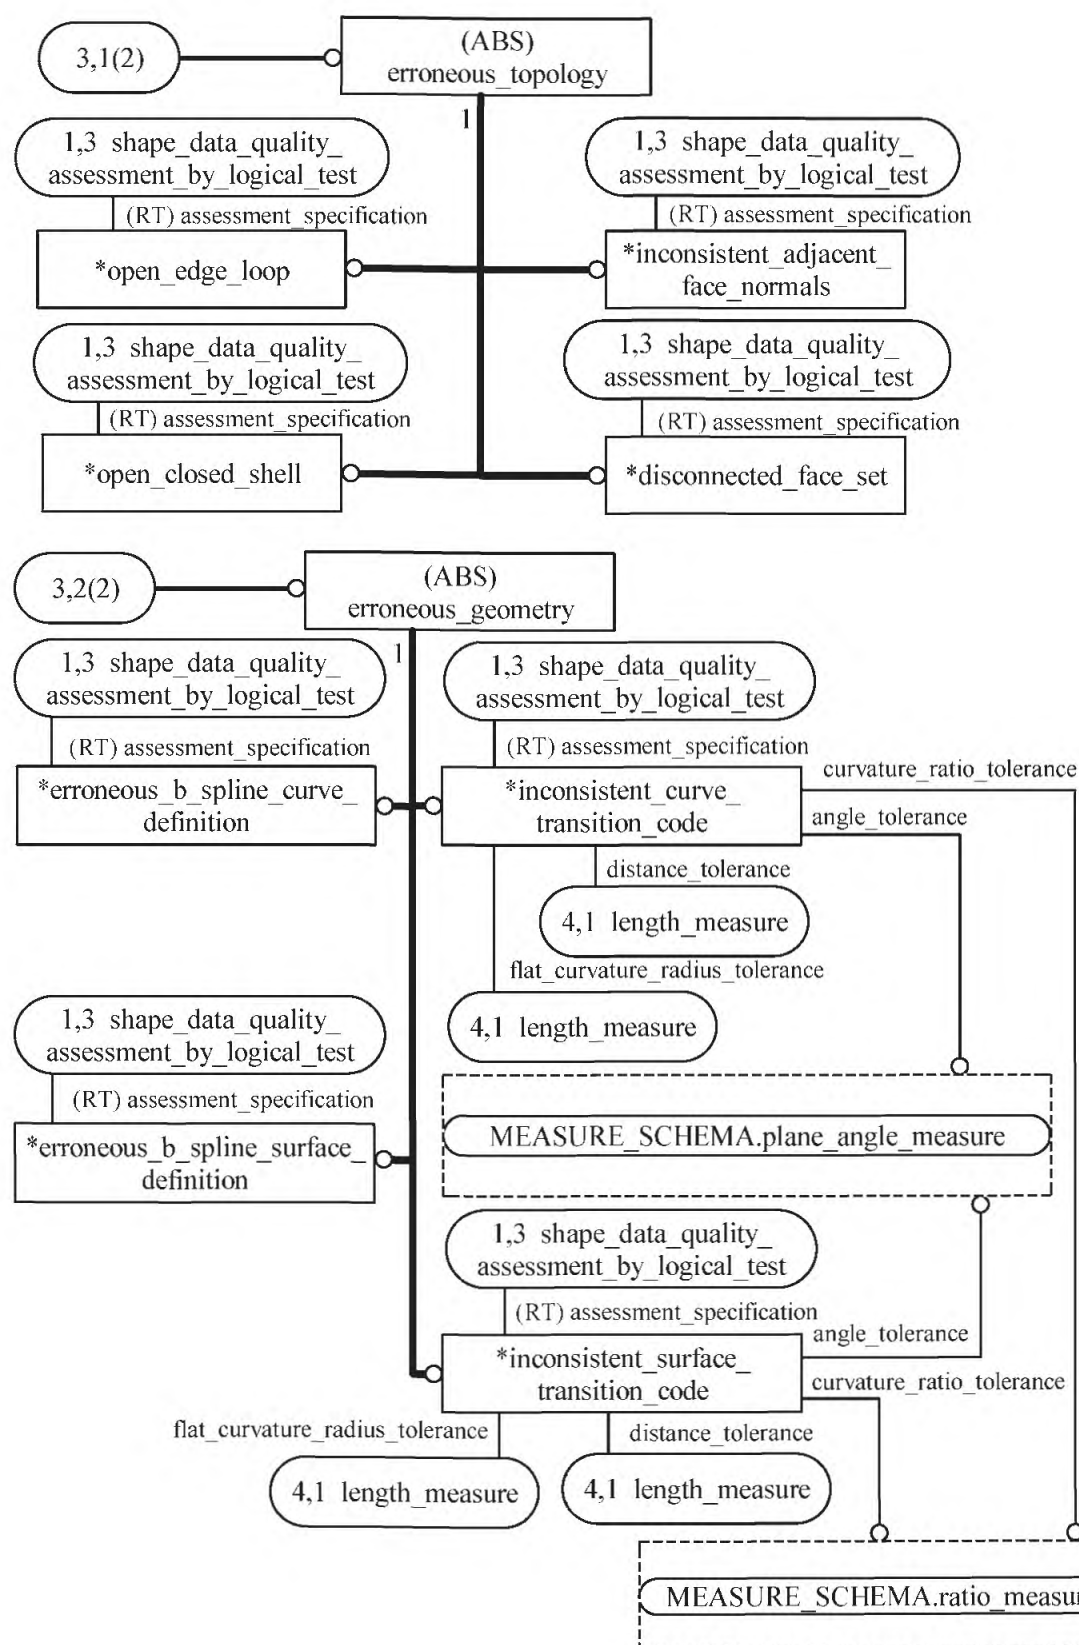 3,1(2)
(ABS)
erroneous_topology
1
1,3 shape_data_quality_
assessment_by_logical_test
1,3 shape_data_quality_
assessment_by_logical_test
(RT) assessment_specification
(RT) assessment_specification
*open_edge_loop
*inconsistent_adjacent_
face_normals
1,3 shape_data_quality_
assessment_by_logical_test
1,3 shape_data_quality_
assessment_by_logical_test
(RT) assessment_specification
(RT) assessment_specification
*open_closed_shell
*disconnected_face_set
3,2(2)
(ABS)
erroneous_geometry
1
1,3 shape_data_quality_
assessment_by_logical_test
1,3 shape_data_quality_
assessment_by_logical_test
(RT) assessment_specification
(RT) assessment_specification
*erroneous_b_spline_curve_
definition
*inconsistent_curve_
transition_code
curvature_ratio_tolerance
angle_tolerance
distance_tolerance
4,1 length_measure
flat_curvature_radius_tolerance
4,1 length_measure
1,3 shape_data_quality_
assessment_by_logical_test
(RT) assessment_specification
*erroneous_b_spline_surface_
definition
MEASURE_SCHEMA.plane_angle_measure
1,3 shape_data_quality_
assessment_by_logical_test
(RT) assessment_specification
angle_tolerance
*inconsistent_surface_
transition_code
curvature_ratio_tolerance
flat_curvature_radius_tolerance
distance_tolerance
4,1 length_measure
4,1 length_measure
MEASURE_SCHEMA.ratio_measur